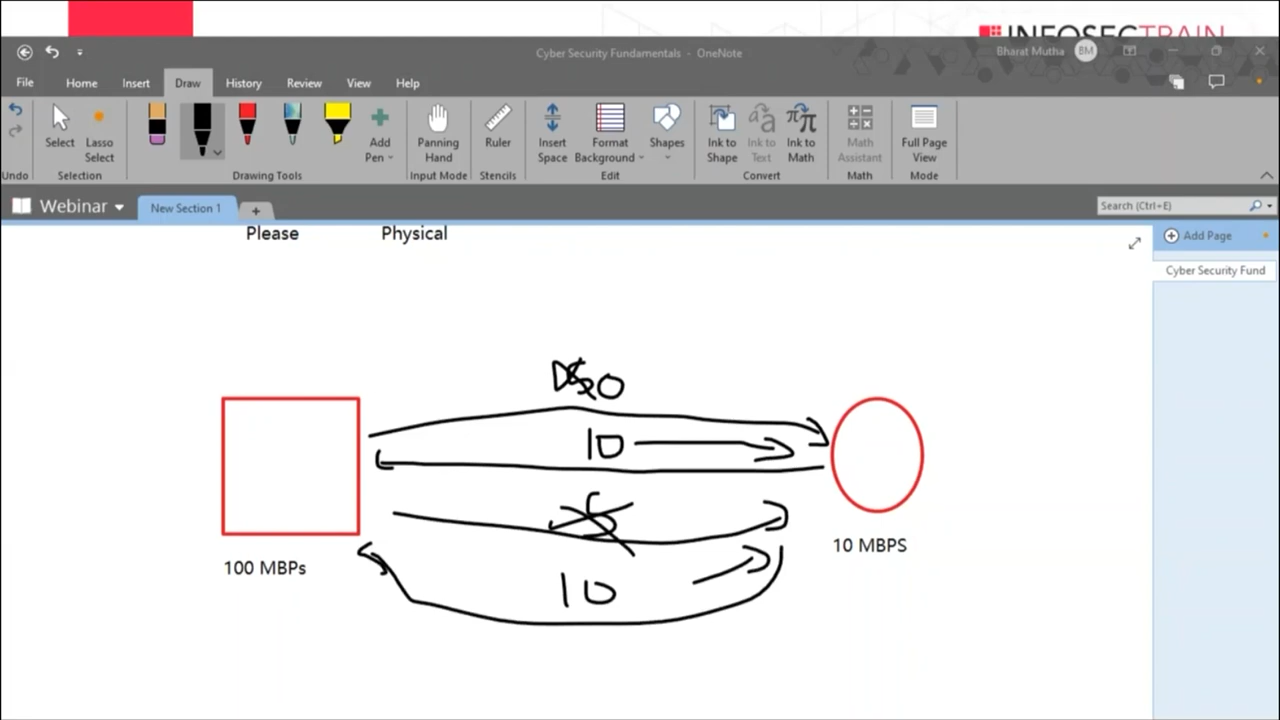 INFOSECTRAIN
Cyber Security Fundamentals - OneNote
Bharat Mutha BM
File Home Insert Draw History Review View Help
Select Lasso Select Add Pen Panning Hand Ruler Insert Space Format Background Shapes Ink to Shape Ink to Text Ink to Math Math Assistant Full Page View
Undo Selection Drawing Tools Input Mode Stencils Edit Convert Math Mode
Webinar New Section 1 + Search (Ctrl+E)
Please Physical
Add Page
Cyber Security Fund
10
10
10 MBPS
100 MBPs